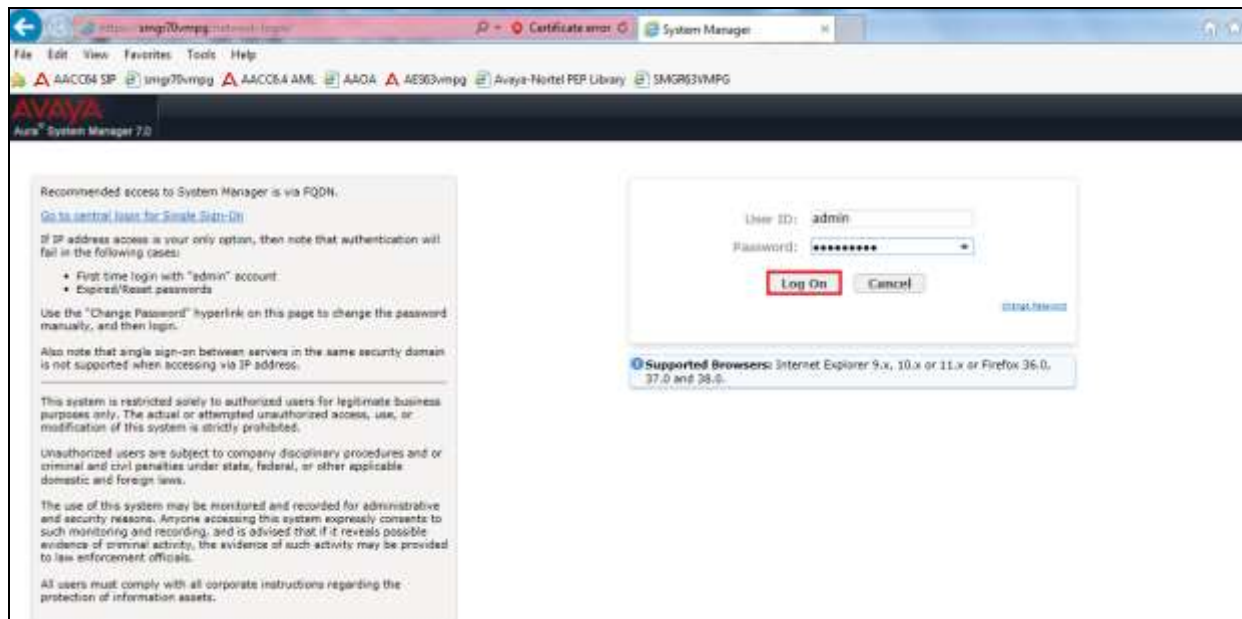 smgr70vmpg
Certificate error
System Manager
File Edit View Favorites Tools Help
AACC64 SIP smgr70vmpg AACC6.4 AML AAOA AES63vmpg Avaya-Nortel PEP Library SMGR63VMPG
AVAYA
Aura® System Manager 7.0
Recommended access to System Manager is via FQDN.
Go to central login for Single Sign-On
If IP address access is your only option, then note that authentication will
fail in the following cases:
• First time login with "admin" account
• Expired/Reset passwords
Use the "Change Password" hyperlink on this page to change the password
manually, and then login.
Also note that single sign-on between servers in the same security domain
is not supported when accessing via IP address.
This system is restricted solely to authorized users for legitimate business
purposes only. The actual or attempted unauthorized access, use, or
modification of this system is strictly prohibited.
Unauthorized users are subject to company disciplinary procedures and or
criminal and civil penalties under state, federal, or other applicable
domestic and foreign laws.
The use of this system may be monitored and recorded for administrative
and security reasons. Anyone accessing this system expressly consents to
such monitoring and recording, and is advised that if it reveals possible
evidence of criminal activity, the evidence of such activity may be provided
to law enforcement officials.
All users must comply with all corporate instructions regarding the
protection of information assets.
User ID: admin
Password: •••••••••
Log On Cancel
Change Password
Supported Browsers: Internet Explorer 9.x, 10.x or 11.x or Firefox 36.0,
37.0 and 38.0.